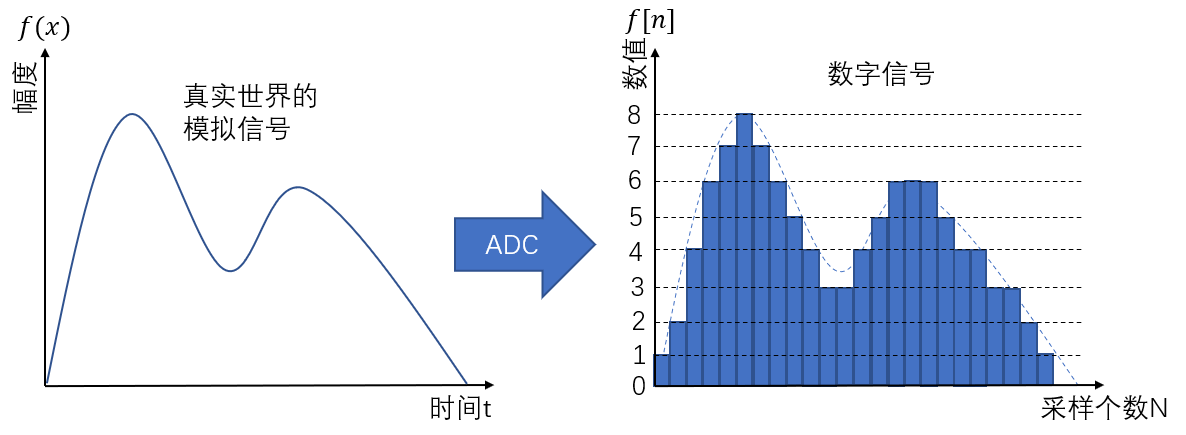 f(x)
幅度
真实世界的
模拟信号
时间t
ADC
f[n]
数值
数字信号
8
7
6
5
4
3
2
1
0
采样个数N